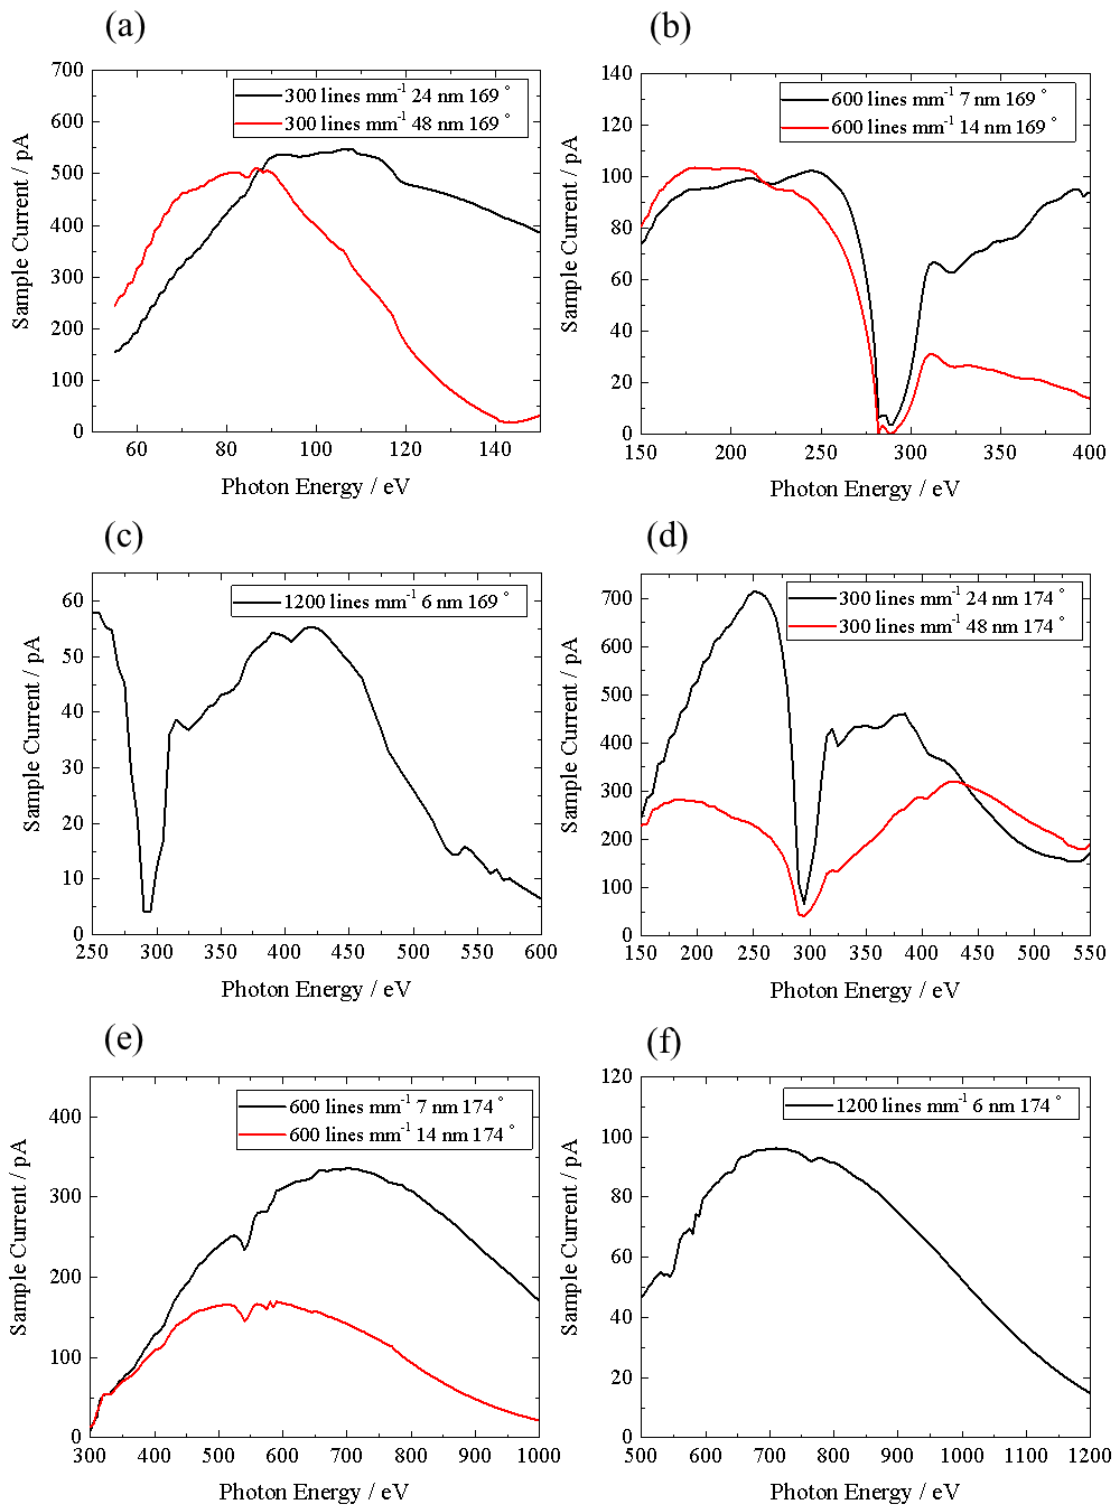 (a)
300 lines mm⁻¹ 24 nm 169 °
300 lines mm⁻¹ 48 nm 169 °
Sample Current / pA
700
600
500
400
300
200
100
0
60 80 100 120 140
Photon Energy / eV
(b)
600 lines mm⁻¹ 7 nm 169 °
600 lines mm⁻¹ 14 nm 169 °
Sample Current / pA
140
120
100
80
60
40
20
0
150 200 250 300 350 400
Photon Energy / eV
(c)
1200 lines mm⁻¹ 6 nm 169 °
Sample Current / pA
60
50
40
30
20
10
0
250 300 350 400 450 500 550 600
Photon Energy / eV
(d)
300 lines mm⁻¹ 24 nm 174 °
300 lines mm⁻¹ 48 nm 174 °
Sample Current / pA
700
600
500
400
300
200
100
0
150 200 250 300 350 400 450 500 550
Photon Energy / eV
(e)
600 lines mm⁻¹ 7 nm 174 °
600 lines mm⁻¹ 14 nm 174 °
Sample Current / pA
400
300
200
100
0
300 400 500 600 700 800 900 1000
Photon Energy / eV
(f)
1200 lines mm⁻¹ 6 nm 174 °
Sample Current / pA
120
100
80
60
40
20
0
500 600 700 800 900 1000 1100 1200
Photon Energy / eV